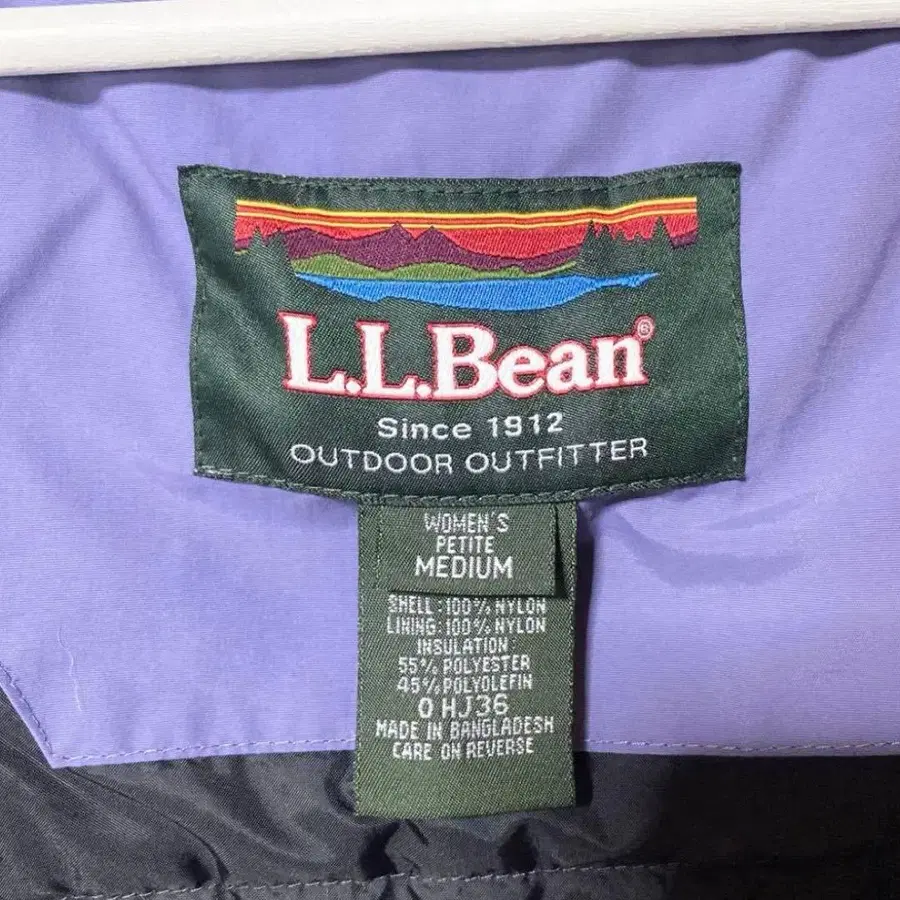 L.L.Bean®
Since 1912
OUTDOOR OUTFITTER
WOMEN'S
PETITE
MEDIUM
SHELL:100% NYLON
LINING:100% NYLON
INSULATION
55% POLYESTER
45% POLYOLEFIN
0 HJ36
MADE IN BANGLADESH
CARE ON REVERSE